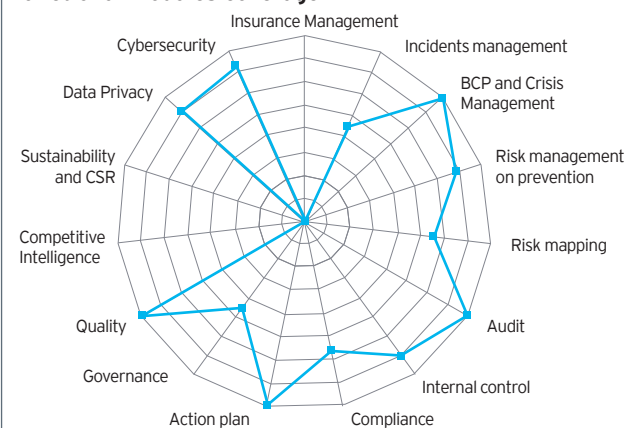 Insurance Management
Cybersecurity
Incidents management
Data Privacy
BCP and Crisis
Management
Sustainability
and CSR
Risk management
on prevention
Competitive
Intelligence
Risk mapping
Quality
Audit
Governance
Internal control
Action plan
Compliance